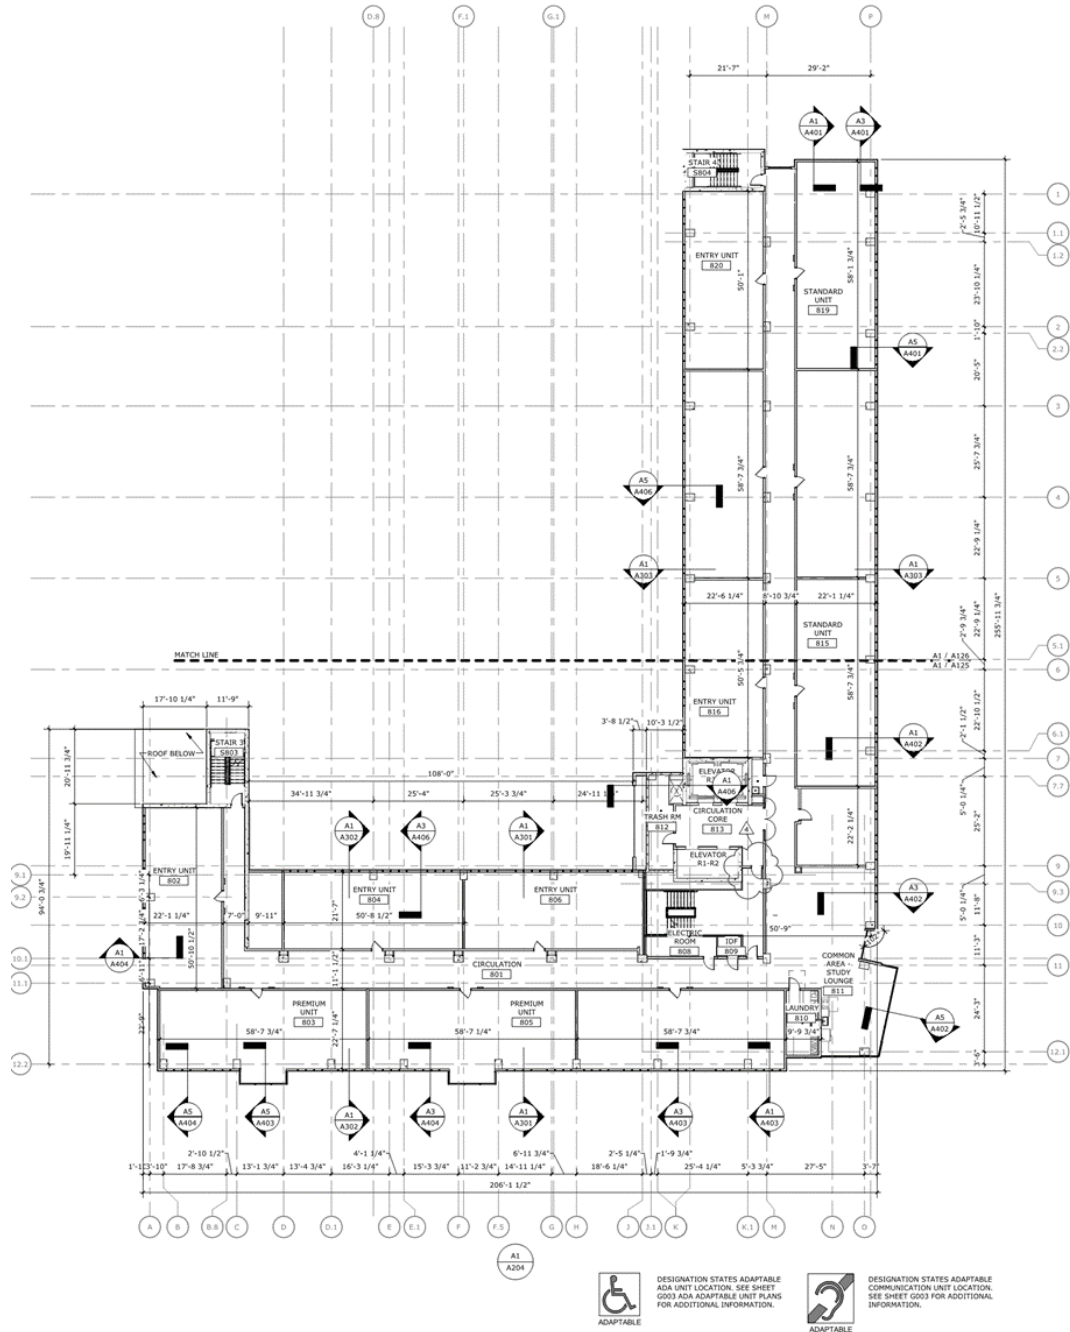 D.8
F.1
G.1
M
P
21'-7"
29'-2"
A1
A401
A3
A401
STAIR 4
S804
1
2'-5 3/4"
10'-11 1/2"
1.1
1.2
ENTRY UNIT
820
50'-1"
58'-1 3/4"
STANDARD
UNIT
819
23'-10 1/4"
2
1'-10"
2.2
A5
A401
20'-5"
3
25'-7 3/4"
58'-7 3/4"
58'-7 3/4"
A5
A406
4
22'-9 1/4"
A1
A303
A1
A303
5
22'-6 1/4"
22'-1 1/4"
255'-11 3/4"
STANDARD
UNIT
815
2'-9 3/4"
22'-9 1/4"
5.1
MATCH LINE
A1 / A126
A1 / A125
6
50'-5 3/4"
58'-7 3/4"
17'-10 1/4"
11'-9"
ENTRY UNIT
816
3'-8 1/2"
10'-3 1/2"
22'-10 1/2"
2'-1 1/2"
6.1
A1
A402
ROOF BELOW
STAIR 3
S803
7
7.7
20'-11 3/4"
108'-0"
ELEVATOR
A1
A406
34'-11 3/4"
25'-4"
25'-3 3/4"
TRASH RM
812
CIRCULATION
CORE
813
4
5'-0 1/4"
25'-2"
A1
A302
A3
A406
A1
A301
22'-2 1/4"
19'-11 1/4"
ELEVATOR
R1-R2
9
9.1
9.2
9.3
94'-0 3/4"
ENTRY UNIT
802
6'-3 1/4"
ENTRY UNIT
804
ENTRY UNIT
806
A3
A402
5'-0 1/4"
11'-8"
22'-1 1/4"
7'-0"
9'-11"
21'-7"
50'-8 1/2"
50'-9"
10
17'-2 3/4"
50'-10 1/2"
ELECTRIC
ROOM
808
IDF
809
11'-3"
A1
A404
10.1
11
6'-11"
11'-1 1/2"
CIRCULATION
801
COMMON
AREA -
STUDY
LOUNGE
811
11.1
PREMIUM
UNIT
803
PREMIUM
UNIT
805
LAUNDRY
810
24'-3"
22'-9"
58'-7 3/4"
22'-7 1/4"
58'-7 1/4"
58'-7 3/4"
9'-9 3/4"
A5
A402
12.2
12.1
3'-6"
A5
A404
A5
A403
A1
A302
A3
A404
A1
A301
A3
A403
A1
A403
2'-10 1/2"
4'-1 1/4"
6'-11 3/4"
2'-5 1/4"
1'-9 3/4"
3'-10"
17'-8 3/4"
13'-1 3/4"
13'-4 3/4"
16'-3 1/4"
15'-3 3/4"
11'-2 3/4"
14'-11 1/4"
18'-6 1/4"
25'-4 1/4"
5'-3 3/4"
27'-5"
3'-7"
206'-1 1/2"
A
B
B.8
C
D
D.1
E
E.1
F
F.5
G
H
J
J.1
K
K.1
M
N
O
A1
A204
DESIGNATION STATES ADAPTABLE
ADA UNIT LOCATION. SEE SHEET
G003 ADA ADAPTABLE UNIT PLANS
FOR ADDITIONAL INFORMATION.
ADAPTABLE
DESIGNATION STATES ADAPTABLE
COMMUNICATION UNIT LOCATION.
SEE SHEET G003 FOR ADDITIONAL
INFORMATION.
ADAPTABLE